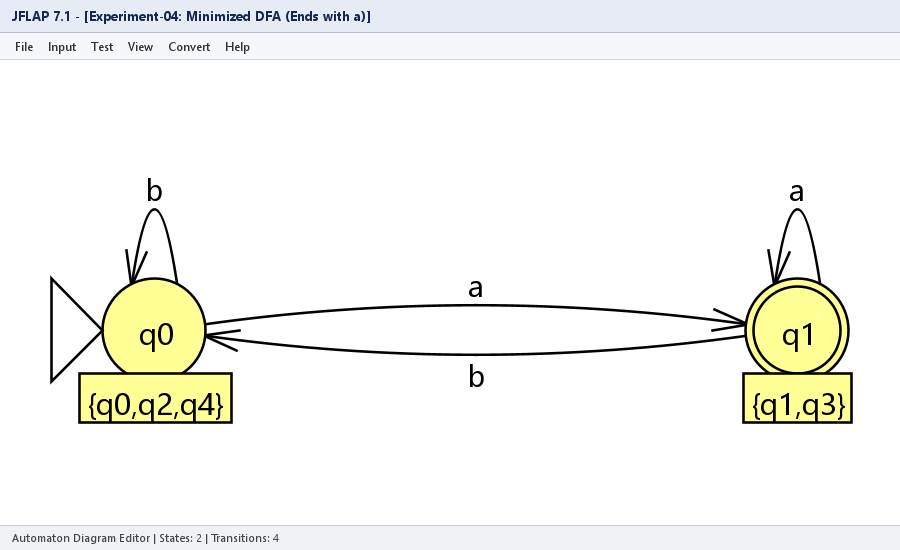 JFLAP 7.1 - [Experiment-04: Minimized DFA (Ends with a)]
File Input Test View Convert Help
b
a
a
q0
q1
b
{q0,q2,q4}
{q1,q3}
Automaton Diagram Editor | States: 2 | Transitions: 4